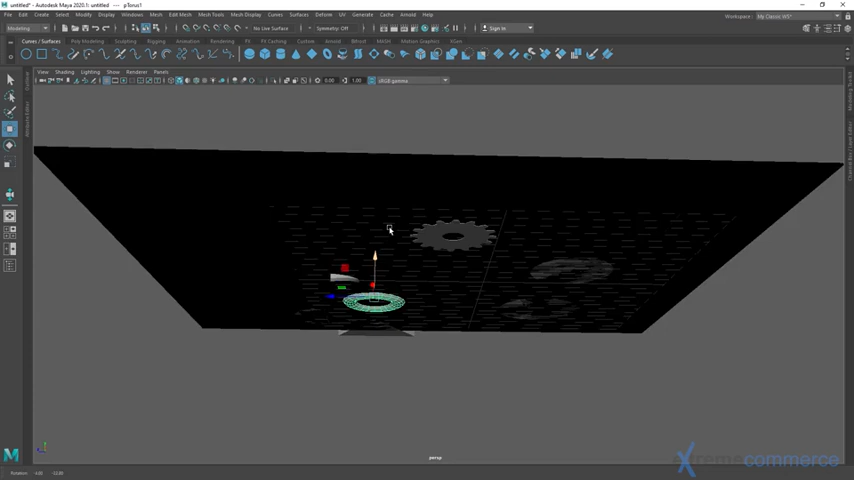 untitled* - Autodesk Maya 2020.1: untitled --- pTorus1
File Edit Create Select Modify Display Windows Mesh Edit Mesh Mesh Tools Mesh Display Curves Surfaces Deform UV Generate Cache Arnold Help
Workspace: My Classic WS*
Modeling No Live Surface Symmetry: Off Sign In
Curves / Surfaces Poly Modeling Sculpting Rigging Animation Rendering FX FX Caching Custom Arnold Bifrost MASH Motion Graphics XGen
View Shading Lighting Show Renderer Panels
0.00 1.00 sRGB gamma
persp
extremecommerce